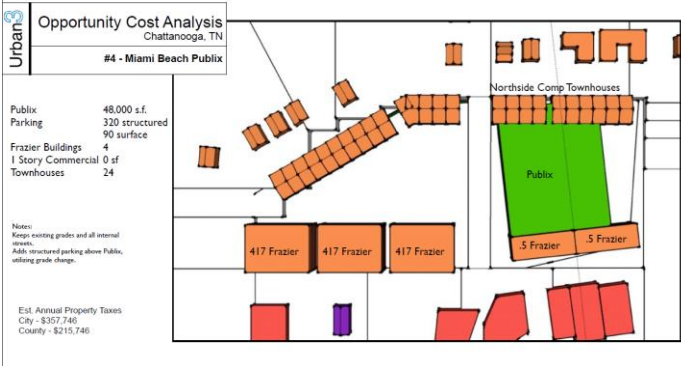 Urban3
Opportunity Cost Analysis
Chattanooga, TN
#4 - Miami Beach Publix
Publix 48,000 s.f.
Parking 320 structured
90 surface
Frazier Buildings 4
1 Story Commercial 0 sf
Townhouses 24
Notes:
Keeps existing grades and all internal
streets.
Adds structured parking above Publix,
utilizing grade change.
Est. Annual Property Taxes
City - $357,746
County - $215,746
Northside Comp Townhouses
Publix
.5 Frazier
.5 Frazier
417 Frazier
417 Frazier
417 Frazier